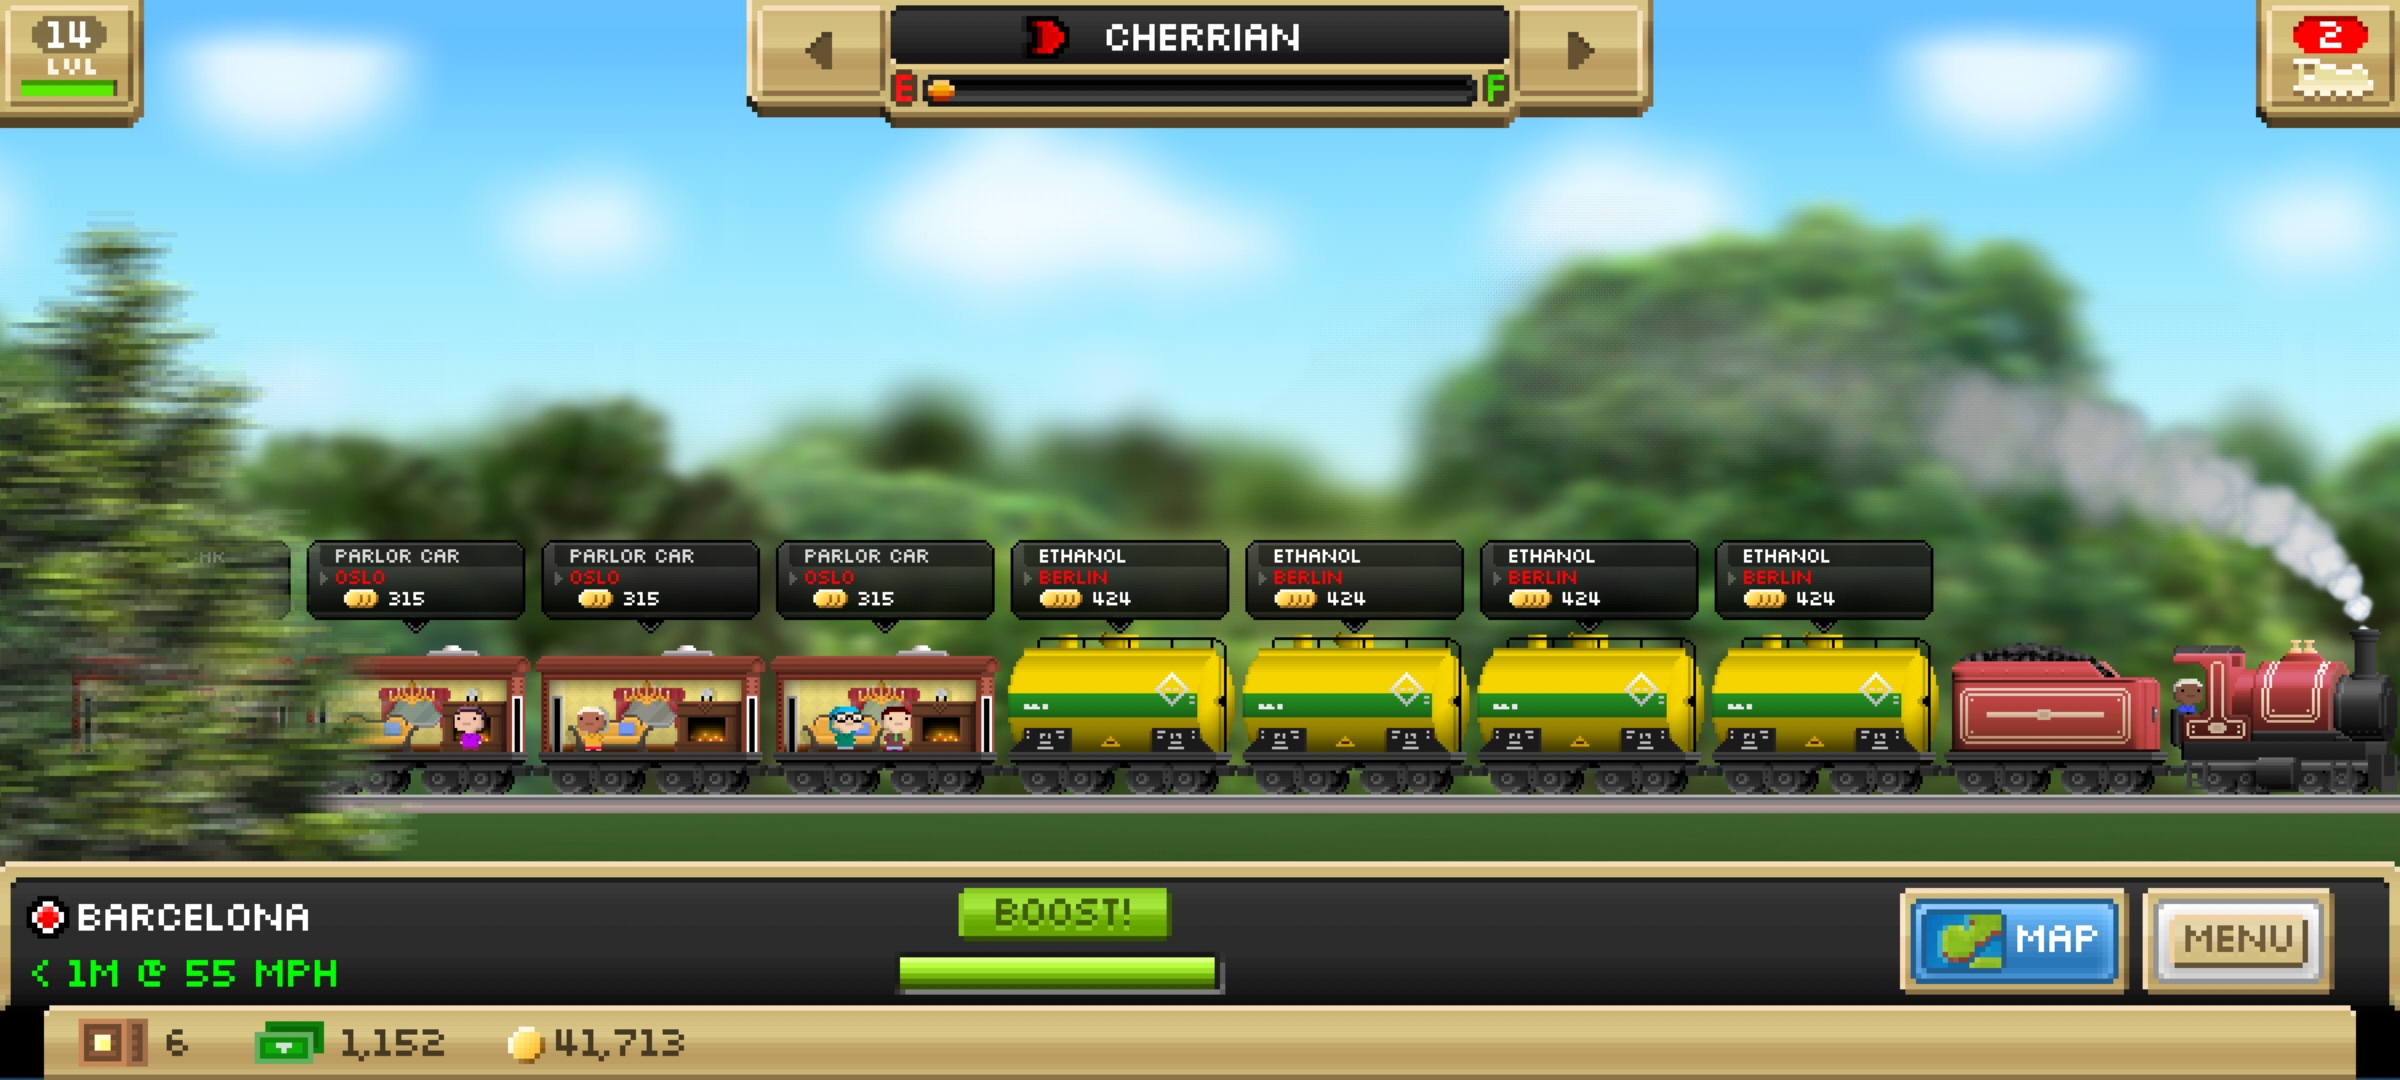 14
LVL
CHERRIAN
E F
2
PARLOR CAR
OSLO
315
PARLOR CAR
OSLO
315
PARLOR CAR
OSLO
315
ETHANOL
BERLIN
424
ETHANOL
BERLIN
424
ETHANOL
BERLIN
424
ETHANOL
BERLIN
424
BARCELONA
< 1M @ 55 MPH
BOOST!
MAP
MENU
6
1,152
41,713